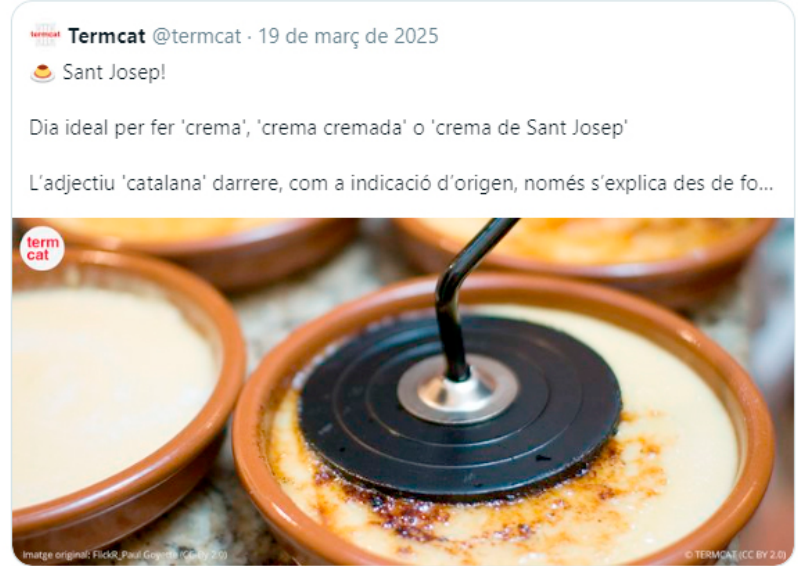 termcat Termcat @termcat · 19 de març de 2025
🍮 Sant Josep!
Dia ideal per fer 'crema', 'crema cremada' o 'crema de Sant Josep'
L'adjectiu 'catalana' darrere, com a indicació d'origen, només s'explica des de fo...
term
cat
Imatge original: FlickR_Paul (CC By 2.0)
© TERMCAT (CC BY 2.0)